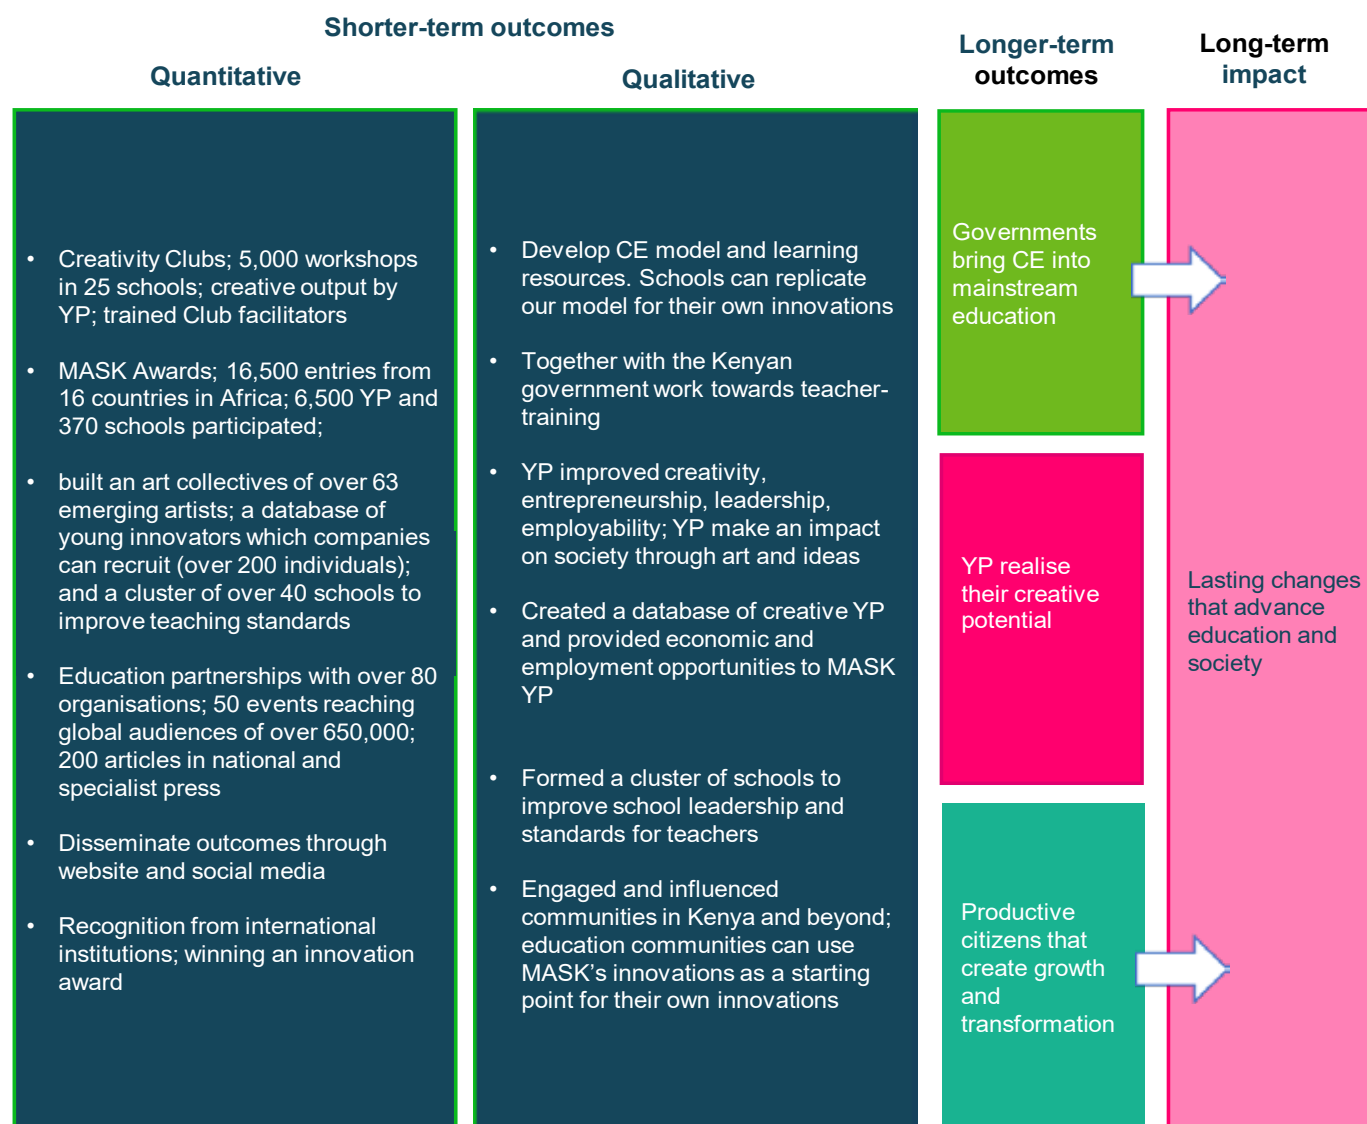 Shorter-term outcomes
Quantitative
Qualitative
Longer-term
outcomes
Long-term
impact
• Creativity Clubs; 5,000 workshops
in 25 schools; creative output by
YP; trained Club facilitators
• MASK Awards; 16,500 entries from
16 countries in Africa; 6,500 YP and
370 schools participated;
• built an art collectives of over 63
emerging artists; a database of
young innovators which companies
can recruit (over 200 individuals);
and a cluster of over 40 schools to
improve teaching standards
• Education partnerships with over 80
organisations; 50 events reaching
global audiences of over 650,000;
200 articles in national and
specialist press
• Disseminate outcomes through
website and social media
• Recognition from international
institutions; winning an innovation
award
• Develop CE model and learning
resources. Schools can replicate
our model for their own innovations
• Together with the Kenyan
government work towards teacher-
training
• YP improved creativity,
entrepreneurship, leadership,
employability; YP make an impact
on society through art and ideas
• Created a database of creative YP
and provided economic and
employment opportunities to MASK
YP
• Formed a cluster of schools to
improve school leadership and
standards for teachers
• Engaged and influenced
communities in Kenya and beyond;
education communities can use
MASK’s innovations as a starting
point for their own innovations
Governments
bring CE into
mainstream
education
YP realise
their creative
potential
Productive
citizens that
create growth
and
transformation
Lasting changes
that advance
education and
society